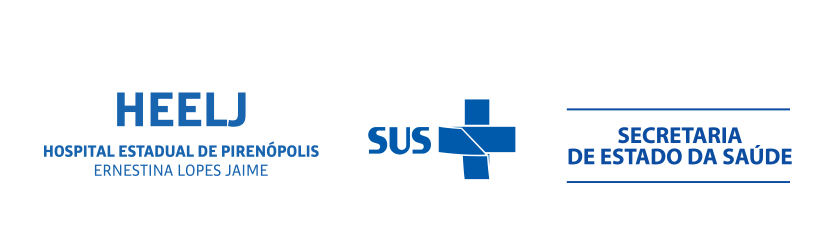 HEELJ
HOSPITAL ESTADUAL DE PIRENÓPOLIS
ERNESTINA LOPES JAIME
SUS
SECRETARIA
DE ESTADO DA SAÚDE